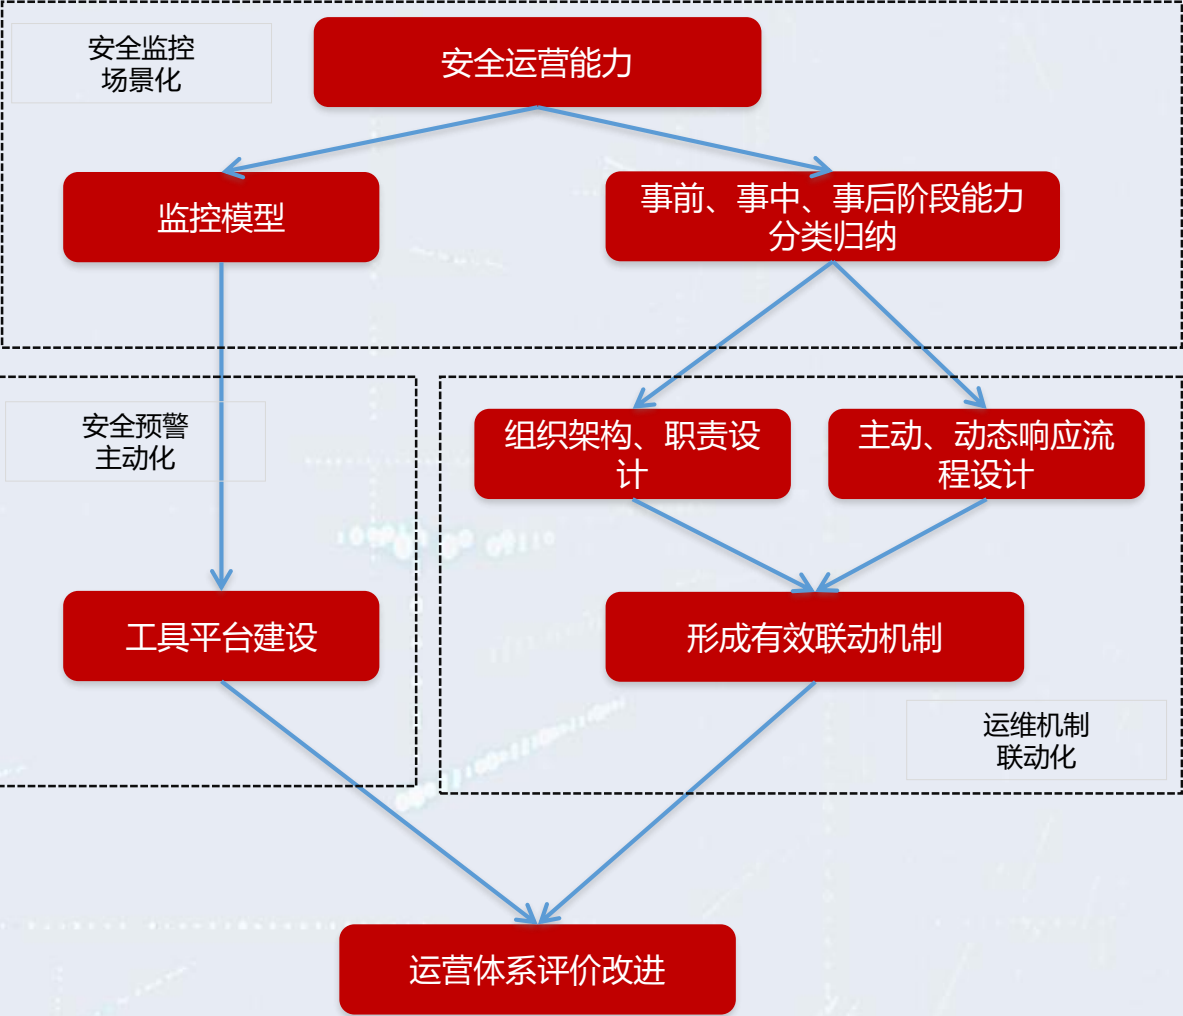 安全监控
场景化
安全运营能力
监控模型
事前、事中、事后阶段能力
分类归纳
安全预警
主动化
组织架构、职责设
计
主动、动态响应流
程设计
工具平台建设
形成有效联动机制
运维机制
联动化
运营体系评价改进